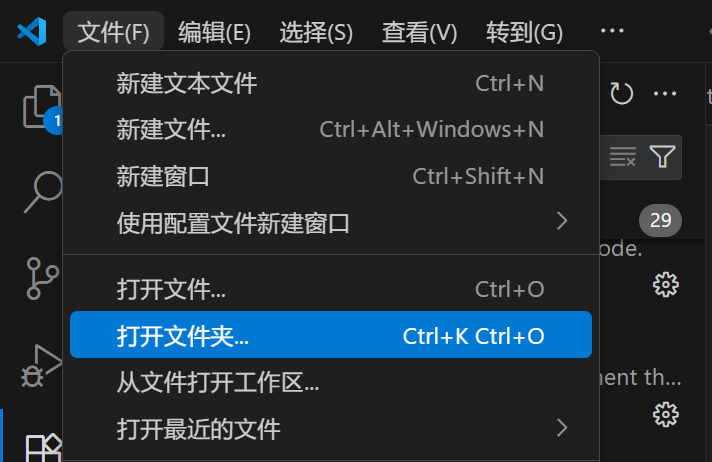 文件(F) 编辑(E) 选择(S) 查看(V) 转到(G) ···
新建文本文件 Ctrl+N
1
新建文件... Ctrl+Alt+Windows+N
新建窗口 Ctrl+Shift+N
使用配置文件新建窗口
29
ode.
打开文件... Ctrl+O
打开文件夹... Ctrl+K Ctrl+O
从文件打开工作区...
nent th...
打开最近的文件